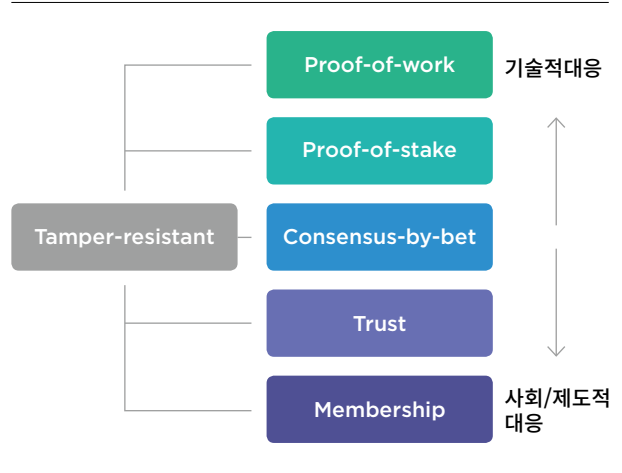 Proof-of-work
기술적대응
Proof-of-stake
Tamper-resistant
Consensus-by-bet
Trust
Membership
사회/제도적
대응